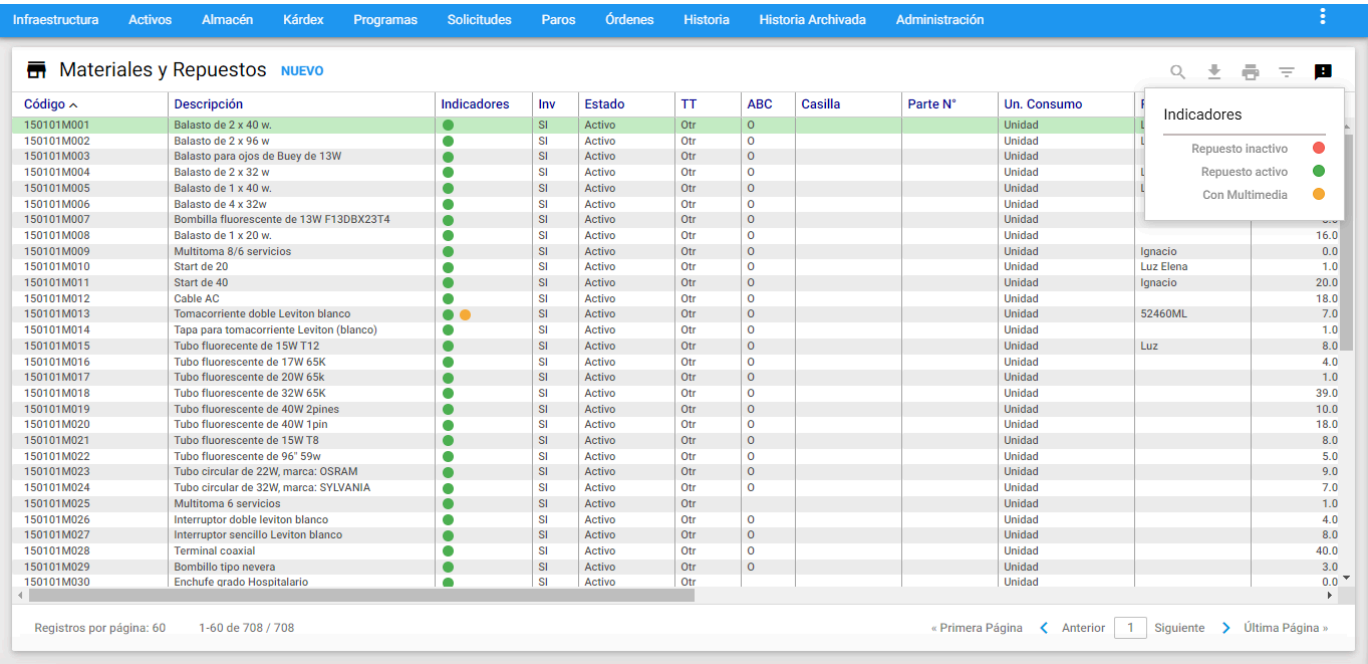 Infraestructura Activos Almacén Kárdex Programas Solicitudes Paros Órdenes Historia Historia Archivada Administración
Materiales y Repuestos NUEVO
Código Descripción Indicadores Inv Estado TT ABC Casilla Parte N° Un. Consumo
Indicadores
Repuesto inactivo
Repuesto activo
Con Multimedia
150101M001 Balasto de 2 x 40 w. SI Activo Otr O Unidad
150101M002 Balasto de 2 x 96 w SI Activo Otr O Unidad
150101M003 Balasto para ojos de Buey de 13W SI Activo Otr O Unidad
150101M004 Balasto de 2 x 32 w SI Activo Otr O Unidad
150101M005 Balasto de 1 x 40 w. SI Activo Otr O Unidad
150101M006 Balasto de 4 x 32w SI Activo Otr O Unidad
150101M007 Bombilla fluorescente de 13W F13DBX23T4 SI Activo Otr O Unidad
150101M008 Balasto de 1 x 20 w. SI Activo Otr O Unidad 16.0
150101M009 Multitoma 8/6 servicios SI Activo Otr O Unidad Ignacio 0.0
150101M010 Start de 20 SI Activo Otr O Unidad Luz Elena 1.0
150101M011 Start de 40 SI Activo Otr O Unidad Ignacio 20.0
150101M012 Cable AC SI Activo Otr O Unidad 18.0
150101M013 Tomacorriente doble Leviton blanco SI Activo Otr O Unidad 52460ML 7.0
150101M014 Tapa para tomacorriente Leviton (blanco) SI Activo Otr O Unidad 1.0
150101M015 Tubo fluorecente de 15W T12 SI Activo Otr O Unidad Luz 8.0
150101M016 Tubo fluorescente de 17W 65K SI Activo Otr O Unidad 4.0
150101M017 Tubo fluorescente de 20W 65k SI Activo Otr O Unidad 1.0
150101M018 Tubo fluorescente de 32W 65K SI Activo Otr O Unidad 39.0
150101M019 Tubo fluorescente de 40W 2pines SI Activo Otr O Unidad 10.0
150101M020 Tubo fluorescente de 40W 1pin SI Activo Otr O Unidad 18.0
150101M021 Tubo fluorescente de 15W T8 SI Activo Otr O Unidad 8.0
150101M022 Tubo fluorescente de 96" 59w SI Activo Otr O Unidad 5.0
150101M023 Tubo circular de 22W, marca: OSRAM SI Activo Otr O Unidad 9.0
150101M024 Tubo circular de 32W, marca: SYLVANIA SI Activo Otr O Unidad 7.0
150101M025 Multitoma 6 servicios SI Activo Otr Unidad 1.0
150101M026 Interruptor doble leviton blanco SI Activo Otr O Unidad 4.0
150101M027 Interruptor sencillo Leviton blanco SI Activo Otr O Unidad 8.0
150101M028 Terminal coaxial SI Activo Otr O Unidad 40.0
150101M029 Bombillo tipo nevera SI Activo Otr O Unidad 3.0
150101M030 Enchufe grado Hospitalario SI Activo Otr Unidad 0.0
Registros por página: 60 1-60 de 708 / 708 « Primera Página Anterior 1 Siguiente Última Página »